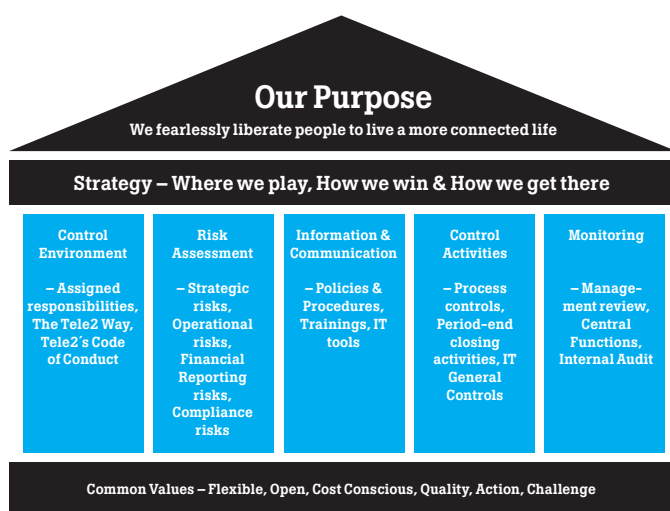 Our Purpose
We fearlessly liberate people to live a more connected life
Strategy – Where we play, How we win & How we get there
Control
Environment
– Assigned
responsibilities,
The Tele2 Way,
Tele2´s Code
of Conduct
Risk
Assessment
– Strategic
risks,
Operational
risks,
Financial
Reporting
risks,
Compliance
risks
Information &
Communication
– Policies &
Procedures,
Trainings, IT
tools
Control
Activities
– Process
controls,
Period-end
closing
activities, IT
General
Controls
Monitoring
– Manage-
ment review,
Central
Functions,
Internal Audit
Common Values – Flexible, Open, Cost Conscious, Quality, Action, Challenge